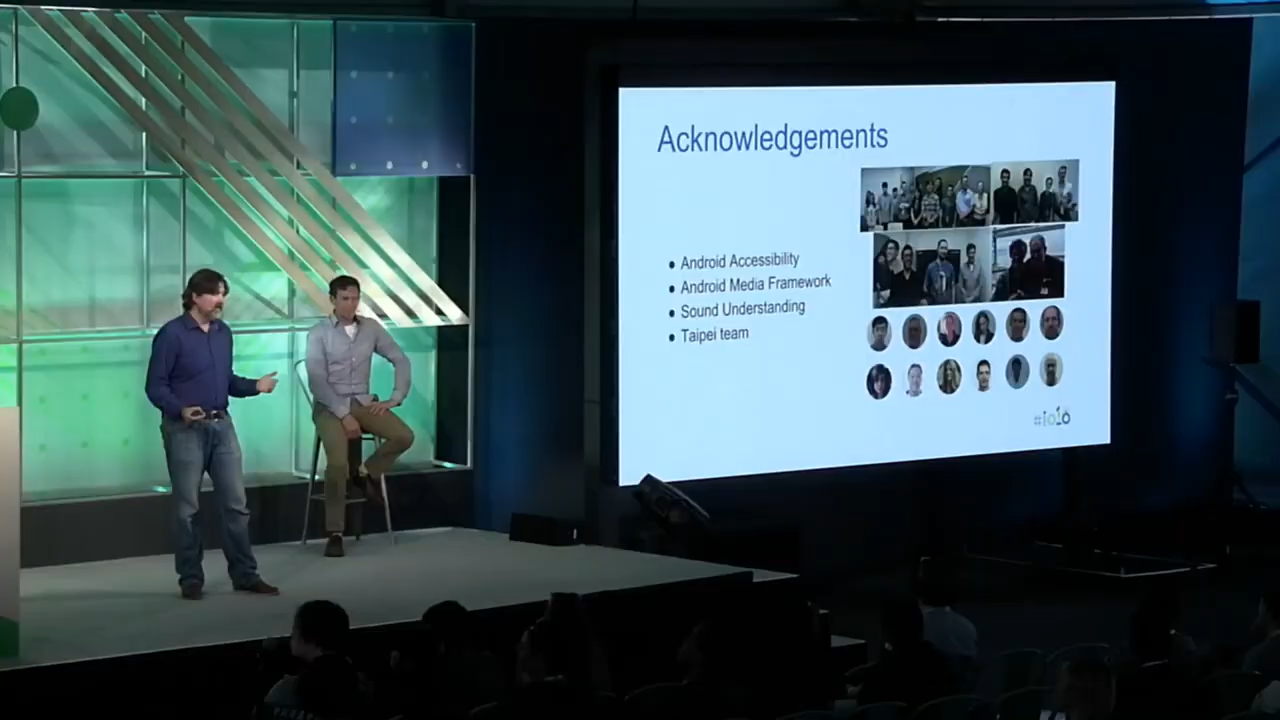 Acknowledgements
● Android Accessibility
● Android Media Framework
● Sound Understanding
● Taipei team
#io16